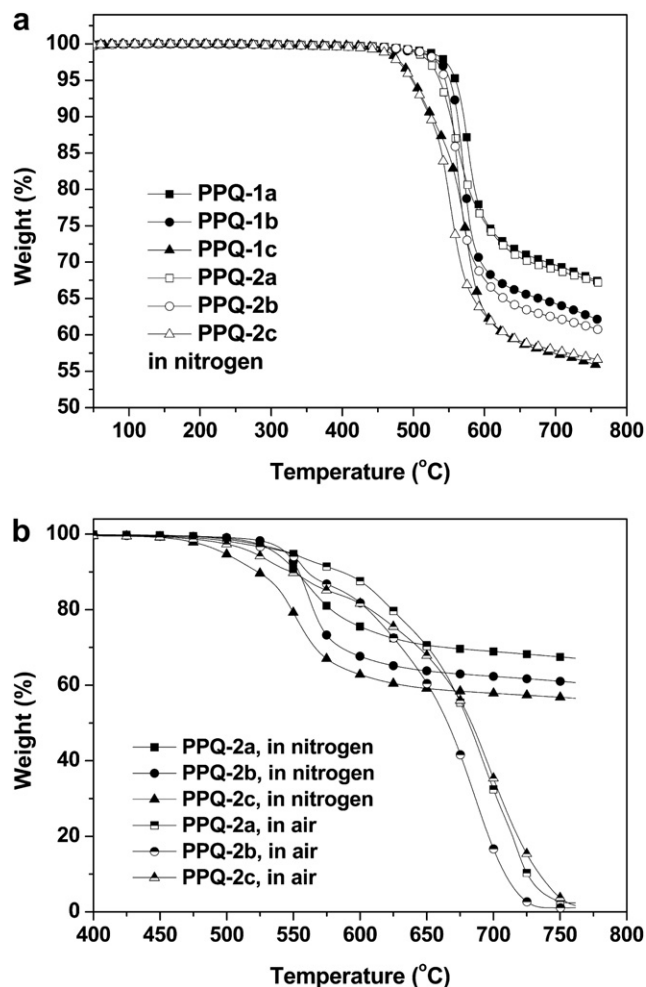 a
100
95
90
85
80
75
70
65
60
55
50
Weight (%)
PPQ-1a
PPQ-1b
PPQ-1c
PPQ-2a
PPQ-2b
PPQ-2c
in nitrogen
100 200 300 400 500 600 700 800
Temperature (°C)
b
100
80
60
40
20
0
Weight (%)
PPQ-2a, in nitrogen
PPQ-2b, in nitrogen
PPQ-2c, in nitrogen
PPQ-2a, in air
PPQ-2b, in air
PPQ-2c, in air
400 450 500 550 600 650 700 750 800
Temperature (°C)